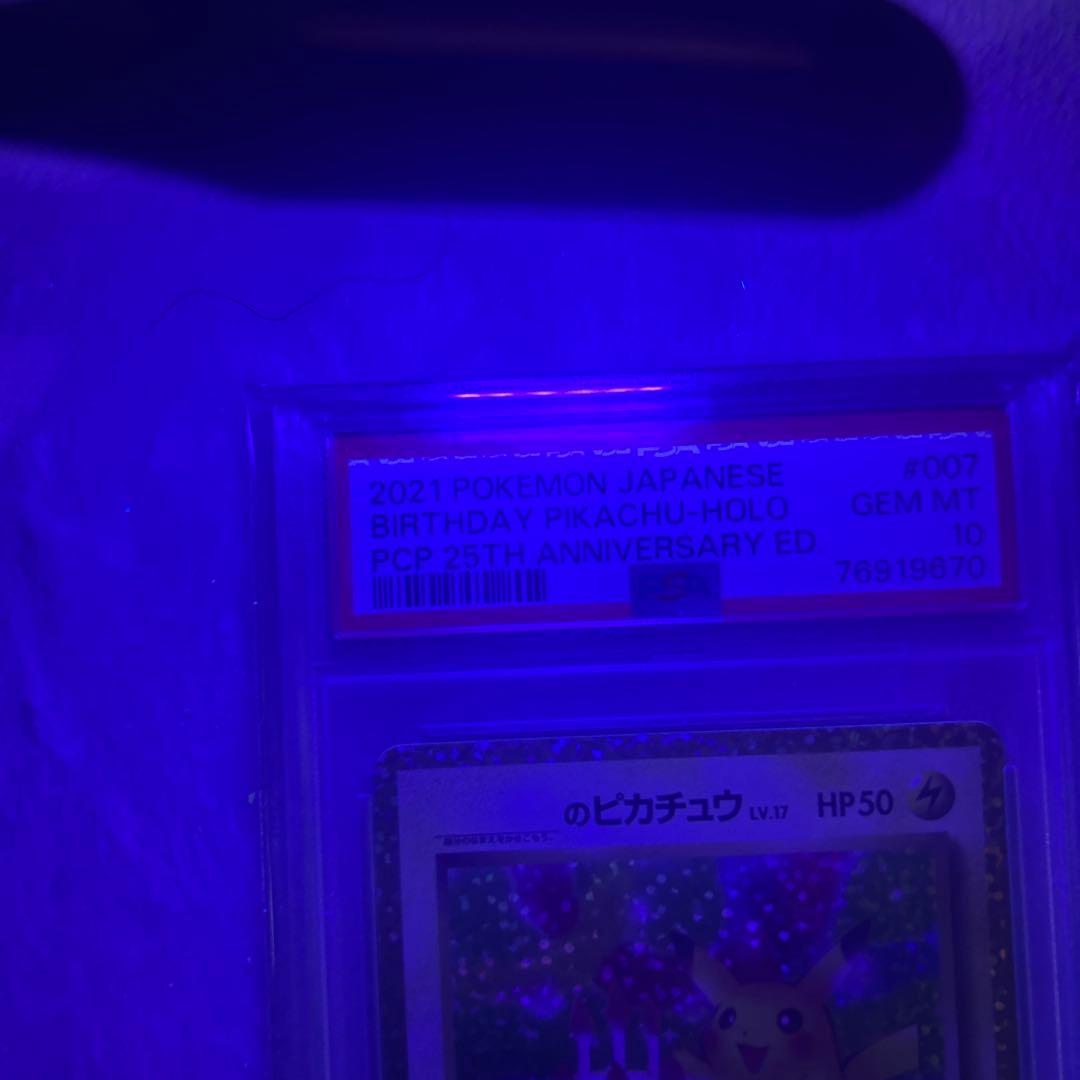 2021 POKEMON JAPANESE #007
BIRTHDAY PIKACHU-HOLO GEM MT
PCP 25TH ANNIVERSARY ED. 10
PSA 76919670
のピカチュウ LV.17 HP50